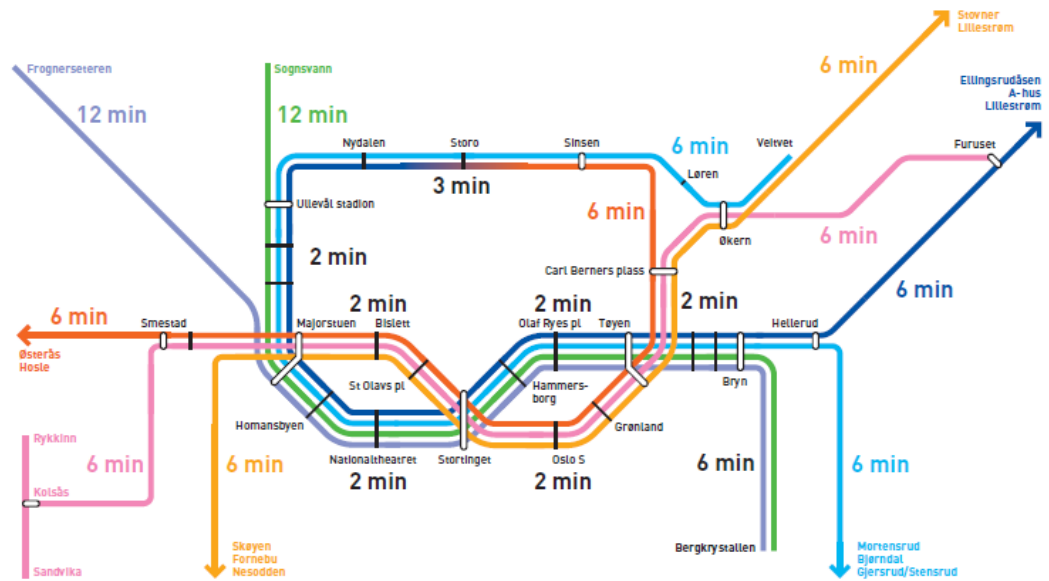 Stovner
Lillestrøm
Frognerseteren
Sognsvann
6 min
Ellingsrudåsen
A-hus
Lillestrøm
12 min
12 min
Nydalen
Storo
Sinsen
6 min
Veitvet
Furuset
3 min
Løren
Ullevål stadion
6 min
Økern
6 min
2 min
Carl Berners plass
6 min
2 min
2 min
2 min
6 min
Smestad
Majorstuen
Bislett
Olaf Ryes pl
Tøyen
Hellerud
Østerås
Hosle
St Olavs pl
Hammers-
borg
Bryn
Homansbyen
Grønland
Rykkinn
Nationaltheatret
Stortinget
Oslo S
6 min
6 min
2 min
2 min
6 min
6 min
Kolsås
Skøyen
Fornebu
Nesodden
Bergkrystallen
Mortensrud
Bjørndal
Gjersrud/Stensrud
Sandvika